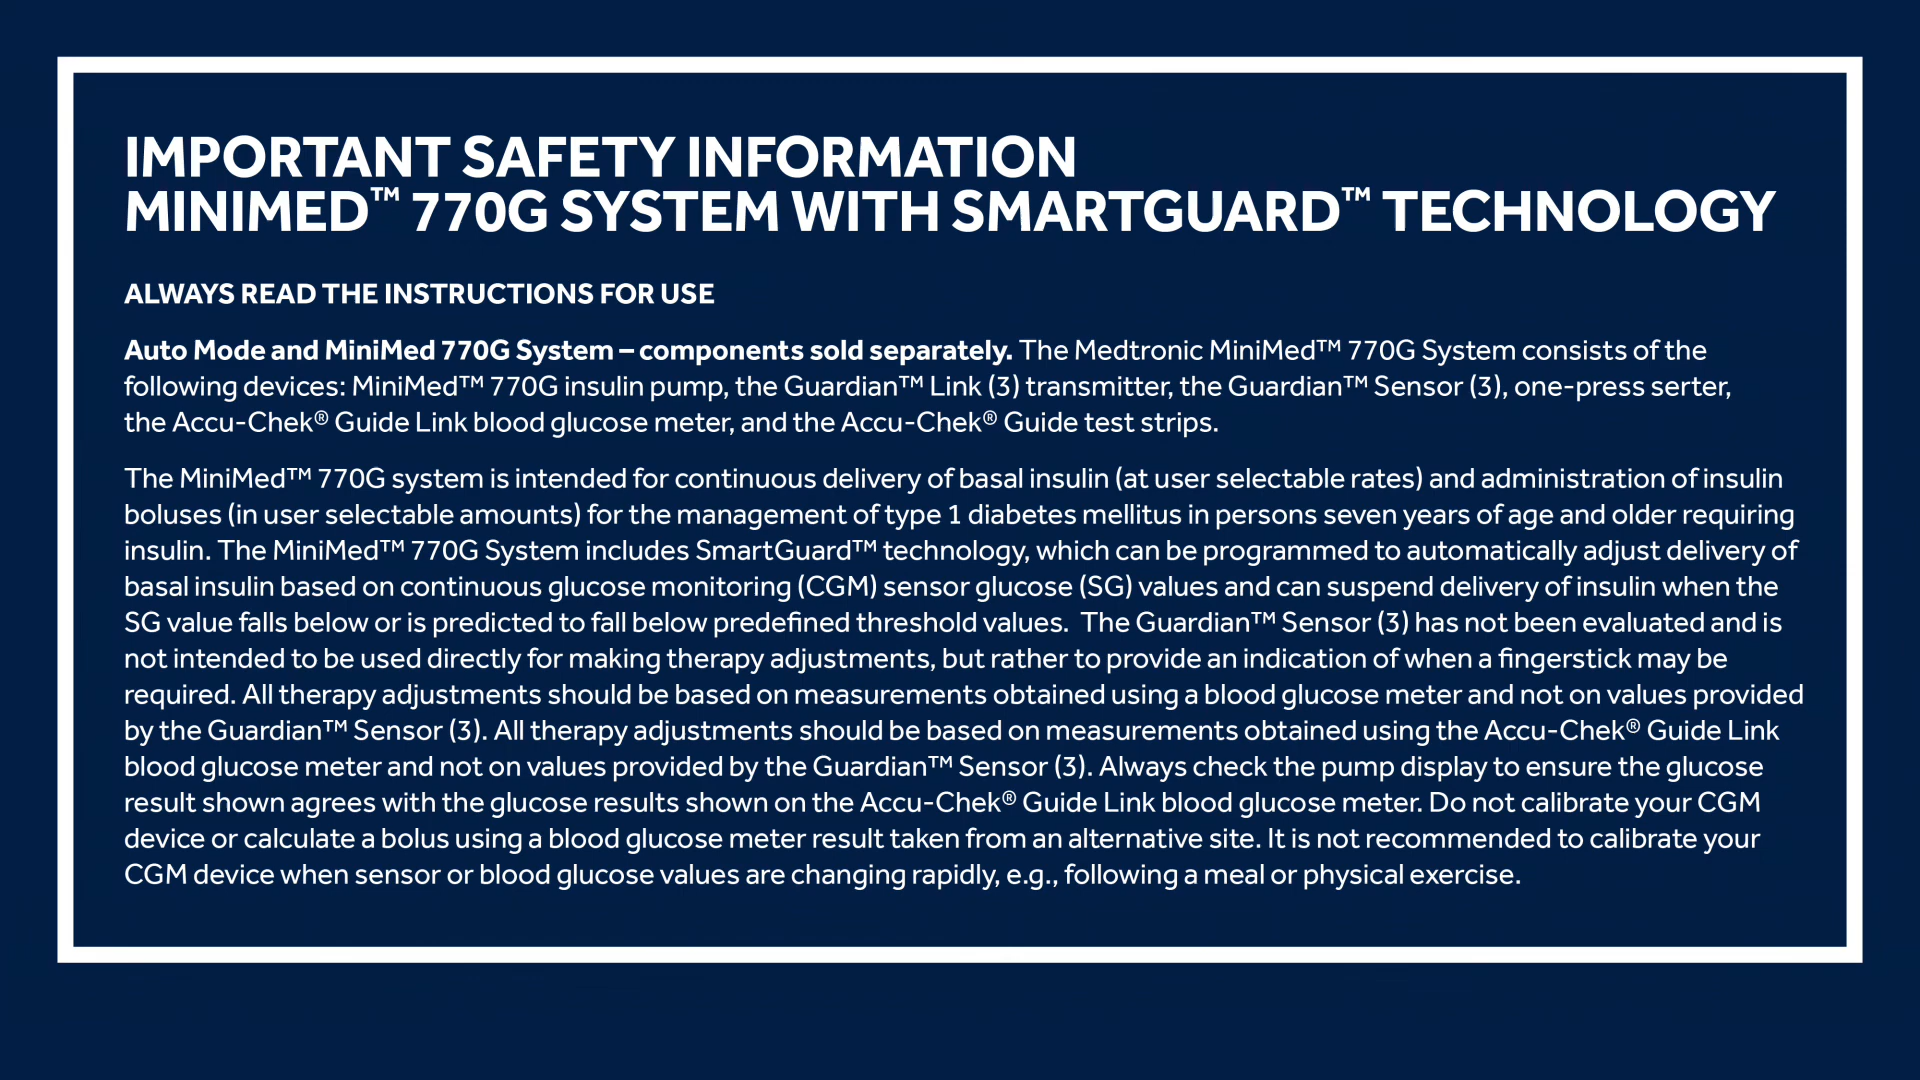 IMPORTANT SAFETY INFORMATION
MINIMED™ 770G SYSTEM WITH SMARTGUARD™ TECHNOLOGY
ALWAYS READ THE INSTRUCTIONS FOR USE
Auto Mode and MiniMed 770G System – components sold separately. The Medtronic MiniMed™ 770G System consists of the
following devices: MiniMed™ 770G insulin pump, the Guardian™ Link (3) transmitter, the Guardian™ Sensor (3), one-press serter,
the Accu-Chek® Guide Link blood glucose meter, and the Accu-Chek® Guide test strips.
The MiniMed™ 770G system is intended for continuous delivery of basal insulin (at user selectable rates) and administration of insulin
boluses (in user selectable amounts) for the management of type 1 diabetes mellitus in persons seven years of age and older requiring
insulin. The MiniMed™ 770G System includes SmartGuard™ technology, which can be programmed to automatically adjust delivery of
basal insulin based on continuous glucose monitoring (CGM) sensor glucose (SG) values and can suspend delivery of insulin when the
SG value falls below or is predicted to fall below predefined threshold values.  The Guardian™ Sensor (3) has not been evaluated and is
not intended to be used directly for making therapy adjustments, but rather to provide an indication of when a fingerstick may be
required. All therapy adjustments should be based on measurements obtained using a blood glucose meter and not on values provided
by the Guardian™ Sensor (3). All therapy adjustments should be based on measurements obtained using the Accu-Chek® Guide Link
blood glucose meter and not on values provided by the Guardian™ Sensor (3). Always check the pump display to ensure the glucose
result shown agrees with the glucose results shown on the Accu-Chek® Guide Link blood glucose meter. Do not calibrate your CGM
device or calculate a bolus using a blood glucose meter result taken from an alternative site. It is not recommended to calibrate your
CGM device when sensor or blood glucose values are changing rapidly, e.g., following a meal or physical exercise.